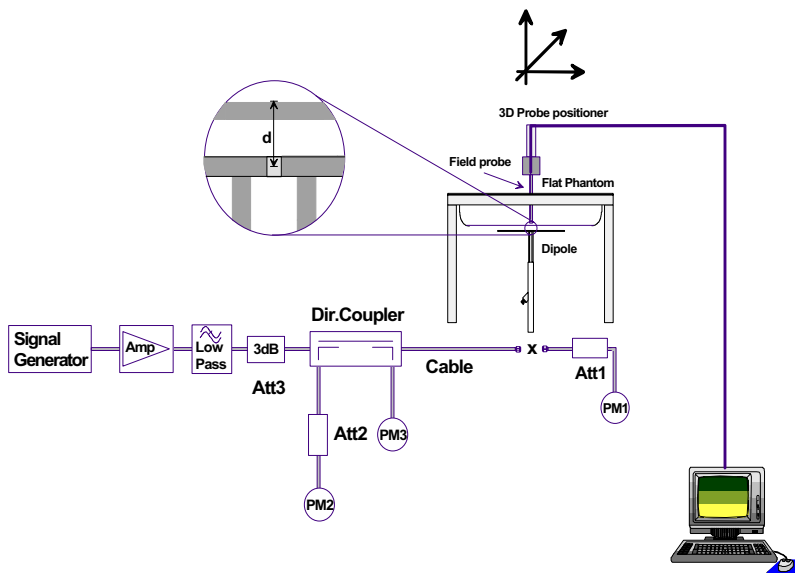 3D Probe positioner
d
Field probe
Flat Phantom
Dipole
Dir.Coupler
Signal
Generator
Amp
Low
Pass
3dB
Cable
x
Att1
Att3
PM1
Att2
PM3
PM2